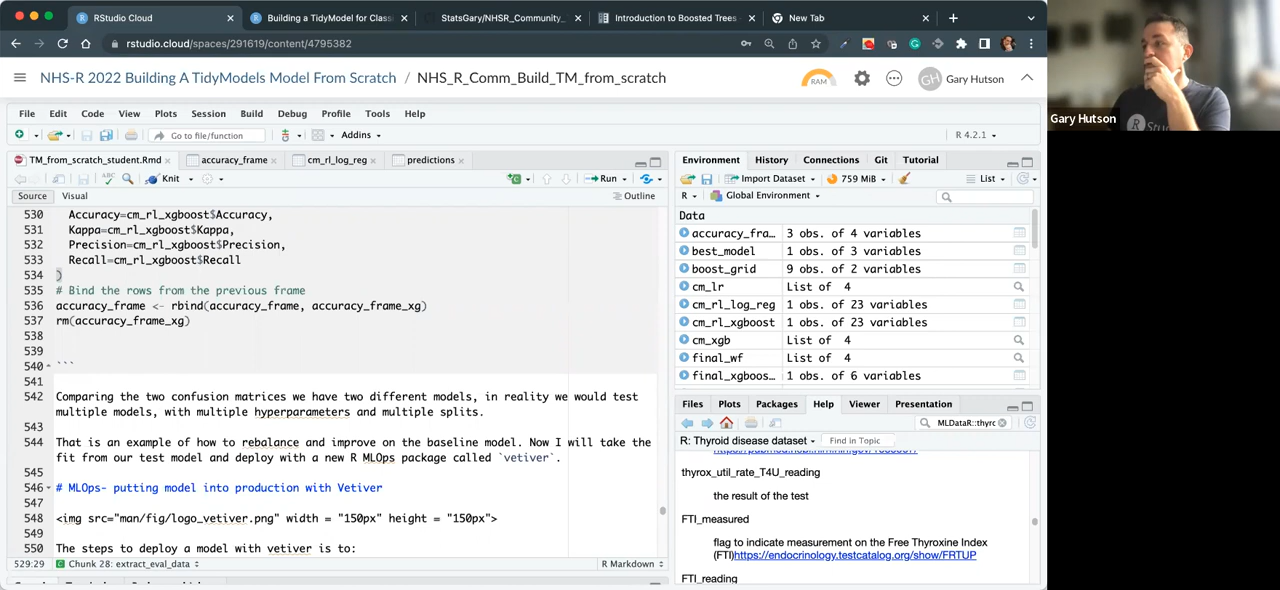 RStudio Cloud
Building a TidyModel for Class
StatsGary/NHSR_Community_
Introduction to Boosted Trees
New Tab
rstudio.cloud/spaces/291619/content/4795382
NHS-R 2022 Building A TidyModels Model From Scratch / NHS_R_Comm_Build_TM_from_scratch
RAM
GH Gary Hutson
File Edit Code View Plots Session Build Debug Profile Tools Help
Go to file/function
Addins
R 4.2.1
TM_from_scratch_student.Rmd
accuracy_frame
cm_rl_log_reg
predictions
Knit
Run
Source Visual
Outline
530 Accuracy=cm_rl_xgboost$Accuracy,
531 Kappa=cm_rl_xgboost$Kappa,
532 Precision=cm_rl_xgboost$Precision,
533 Recall=cm_rl_xgboost$Recall
534 )
535 # Bind the rows from the previous frame
536 accuracy_frame <- rbind(accuracy_frame, accuracy_frame_xg)
537 rm(accuracy_frame_xg)
538
539
540 ```
541
542 Comparing the two confusion matrices we have two different models, in reality we would test
multiple models, with multiple hyperparameters and multiple splits.
543
544 That is an example of how to rebalance and improve on the baseline model. Now I will take the
fit from our test model and deploy with a new R MLOps package called `vetiver`.
545
546 # MLOps- putting model into production with Vetiver
547
548 <img src="man/fig/logo_vetiver.png" width = "150px" height = "150px">
549
550 The steps to deploy a model with vetiver is to:
529:29 Chunk 28: extract_eval_data
R Markdown
Environment History Connections Git Tutorial
Import Dataset 759 MiB List
R Global Environment
Data
accuracy_fra… 3 obs. of 4 variables
best_model 1 obs. of 3 variables
boost_grid 9 obs. of 2 variables
cm_lr List of 4
cm_rl_log_reg 1 obs. of 23 variables
cm_rl_xgboost 1 obs. of 23 variables
cm_xgb List of 4
final_wf List of 4
final_xgboos… 1 obs. of 6 variables
Files Plots Packages Help Viewer Presentation
MLDataR::thyrc
R: Thyroid disease dataset Find in Topic
thyrox_util_rate_T4U_reading
the result of the test
FTI_measured
flag to indicate measurement on the Free Thyroxine Index
(FTI)https://endocrinology.testcatalog.org/show/FRTUP
FTI_reading
Gary Hutson